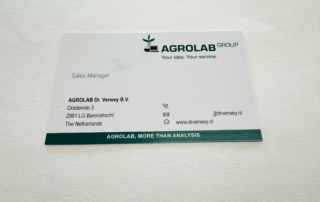 AGROLAB GROUP
Your labs. Your service.
Sales Manager
AGROLAB Dr. Verwey B.V.
Oosteinde 3
2991 LG Barendrecht
@drverwey.nl
The Netherlands
www.drverwey.nl
AGROLAB, MORE THAN ANALYSIS